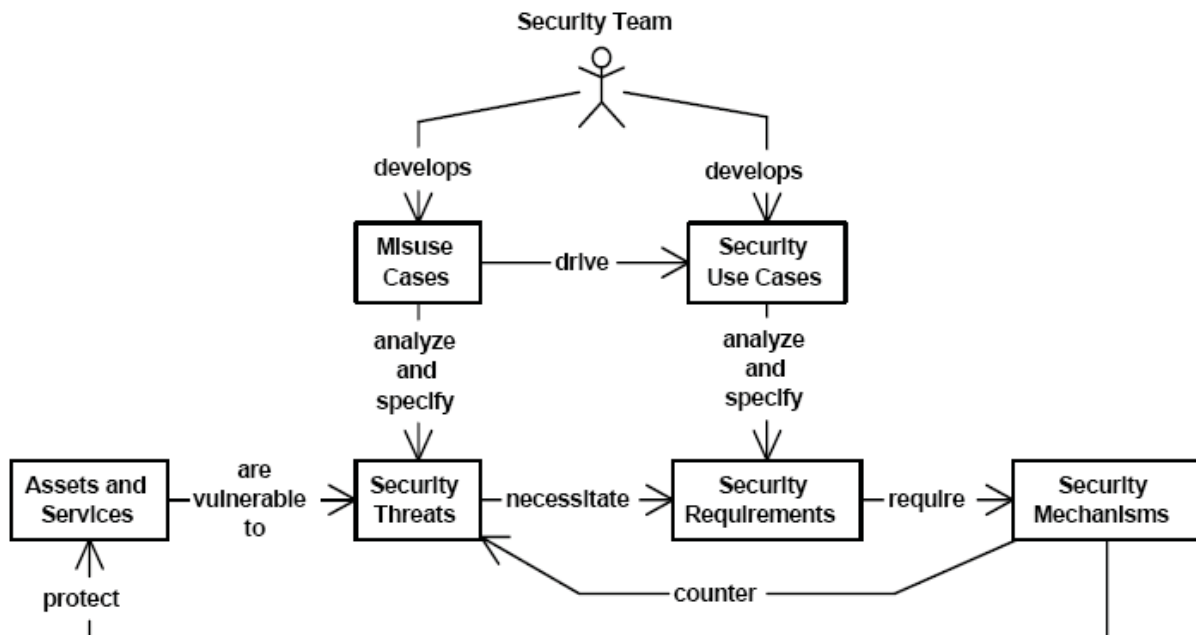 Security Team
develops
develops
Misuse
Cases
drive
Security
Use Cases
analyze
and
specify
analyze
and
specify
Assets and
Services
are
vulnerable
to
Security
Threats
necessitate
Security
Requirements
require
Security
Mechanisms
protect
counter